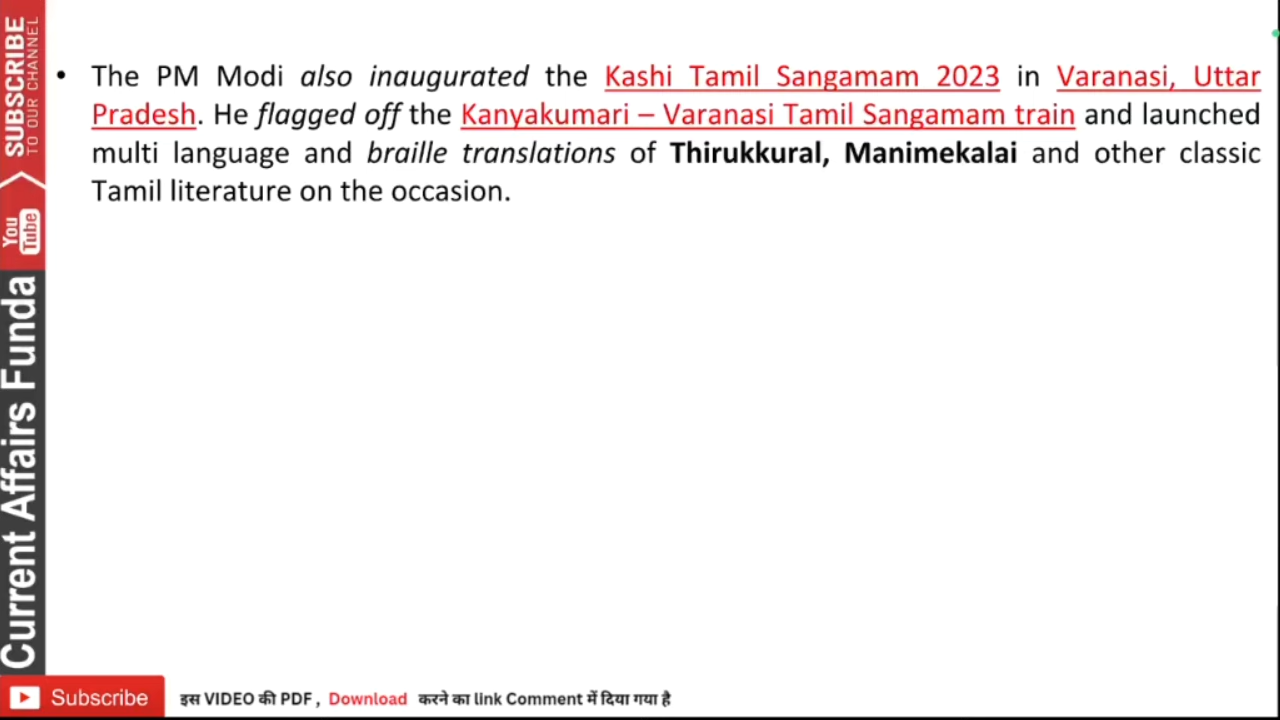 • The PM Modi also inaugurated the Kashi Tamil Sangamam 2023 in Varanasi, Uttar
Pradesh. He flagged off the Kanyakumari – Varanasi Tamil Sangamam train and launched
multi language and braille translations of Thirukkural, Manimekalai and other classic
Tamil literature on the occasion.
SUBSCRIBE
TO OUR CHANNEL
You
Tube
Current Affairs Funda
Subscribe
इस VIDEO की PDF , Download करने का link Comment में दिया गया है